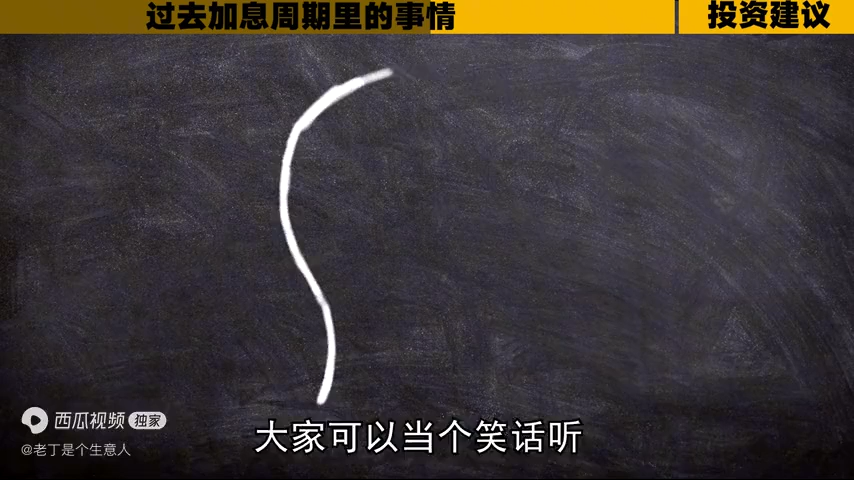 过去加息周期里的事情
投资建议
西瓜视频 独家
@老丁是个生意人
大家可以当个笑话听